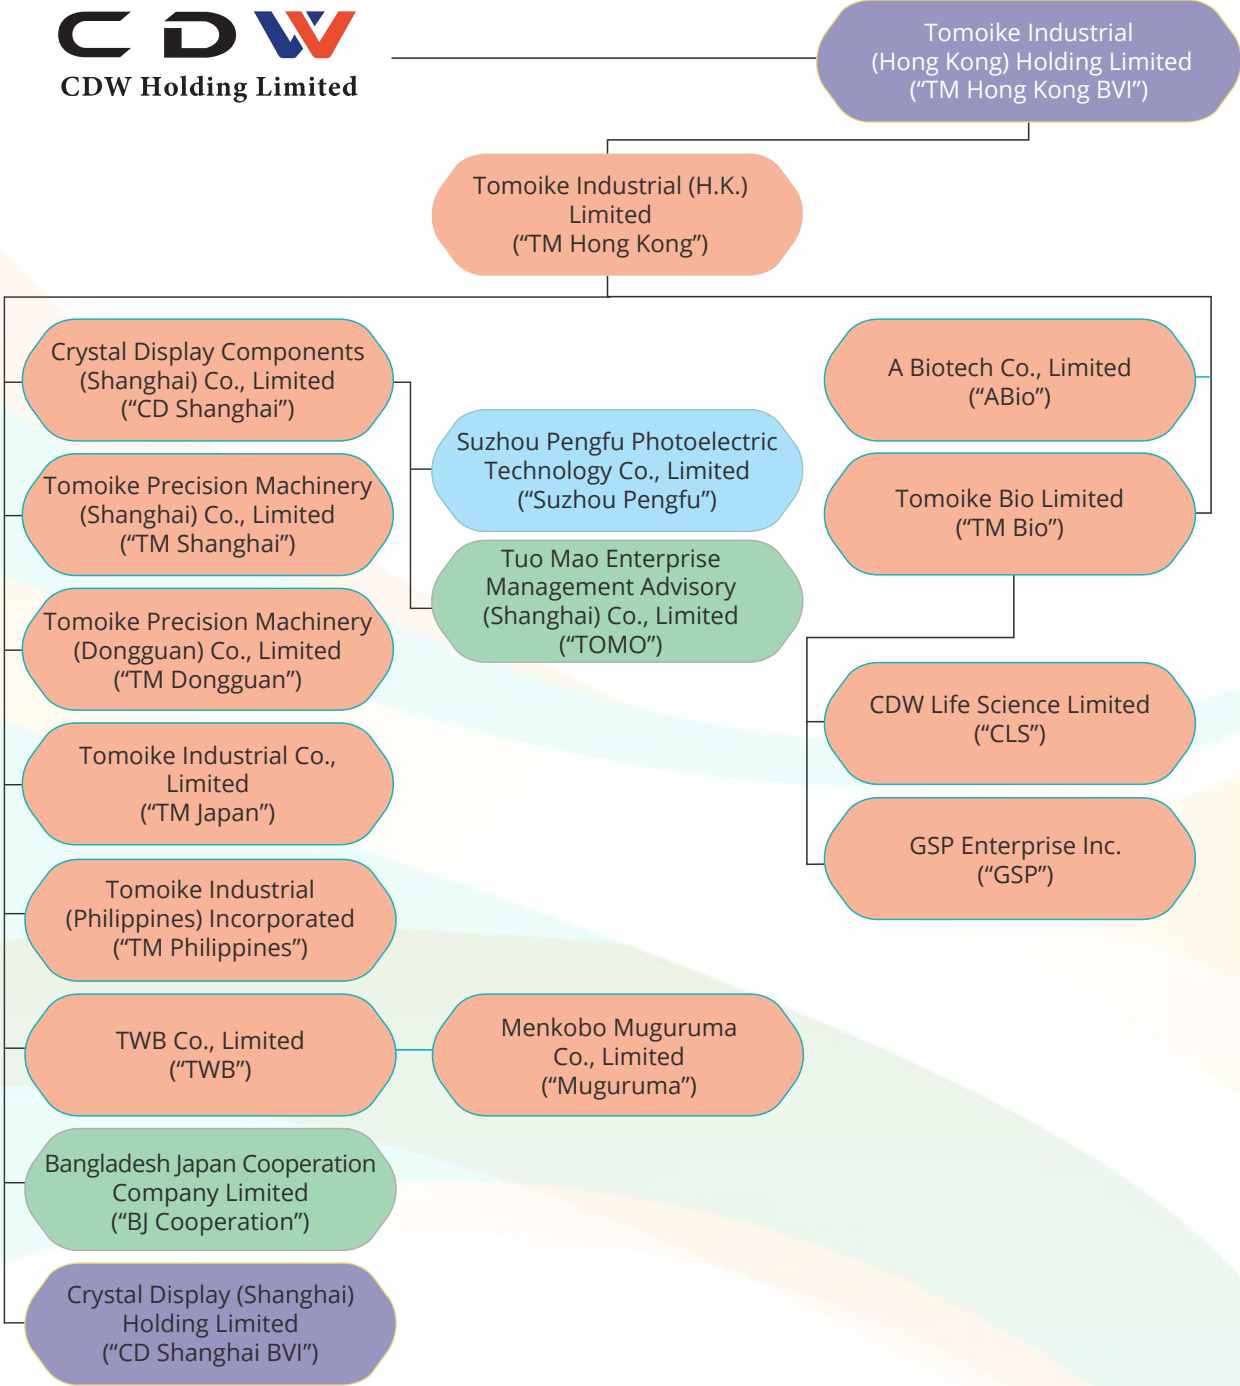 CDW
CDW Holding Limited
Tomoike Industrial
(Hong Kong) Holding Limited
(“TM Hong Kong BVI”)
Tomoike Industrial (H.K.)
Limited
(“TM Hong Kong”)
Crystal Display Components
(Shanghai) Co., Limited
(“CD Shanghai”)
Tomoike Precision Machinery
(Shanghai) Co., Limited
(“TM Shanghai”)
Tomoike Precision Machinery
(Dongguan) Co., Limited
(“TM Dongguan”)
Tomoike Industrial Co.,
Limited
(“TM Japan”)
Tomoike Industrial
(Philippines) Incorporated
(“TM Philippines”)
TWB Co., Limited
(“TWB”)
Bangladesh Japan Cooperation
Company Limited
(“BJ Cooperation”)
Crystal Display (Shanghai)
Holding Limited
(“CD Shanghai BVI”)
Suzhou Pengfu Photoelectric
Technology Co., Limited
(“Suzhou Pengfu”)
Tuo Mao Enterprise
Management Advisory
(Shanghai) Co., Limited
(“TOMO”)
Menkobo Muguruma
Co., Limited
(“Muguruma”)
A Biotech Co., Limited
(“ABio”)
Tomoike Bio Limited
(“TM Bio”)
CDW Life Science Limited
(“CLS”)
GSP Enterprise Inc.
(“GSP”)